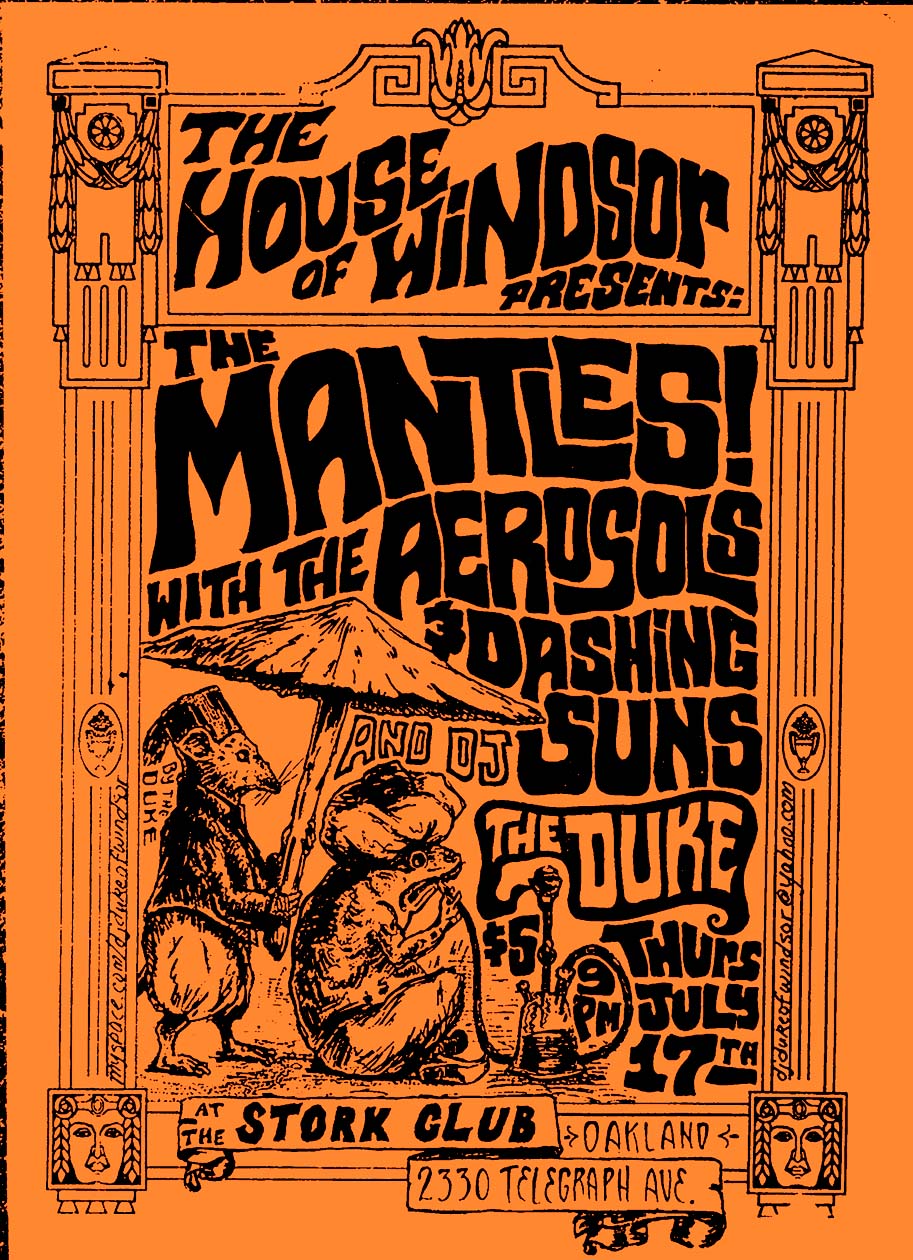 THE
HOUSE
OF WiNDSOr
PRESENTS:
THE
MANTLES!
WITH THE AEROSOLS
& DASHiNG
SUNS
AND DJ
THE DUKE
$5
9
PM
THURS
JULY
17TH
BY THE
DUKE
myspace.com/djdukeofwindsor
djdukeofwindsor@yahoo.com
AT
THE STORK CLUB
OAKLAND
2330 TELEGRAPH AVE.